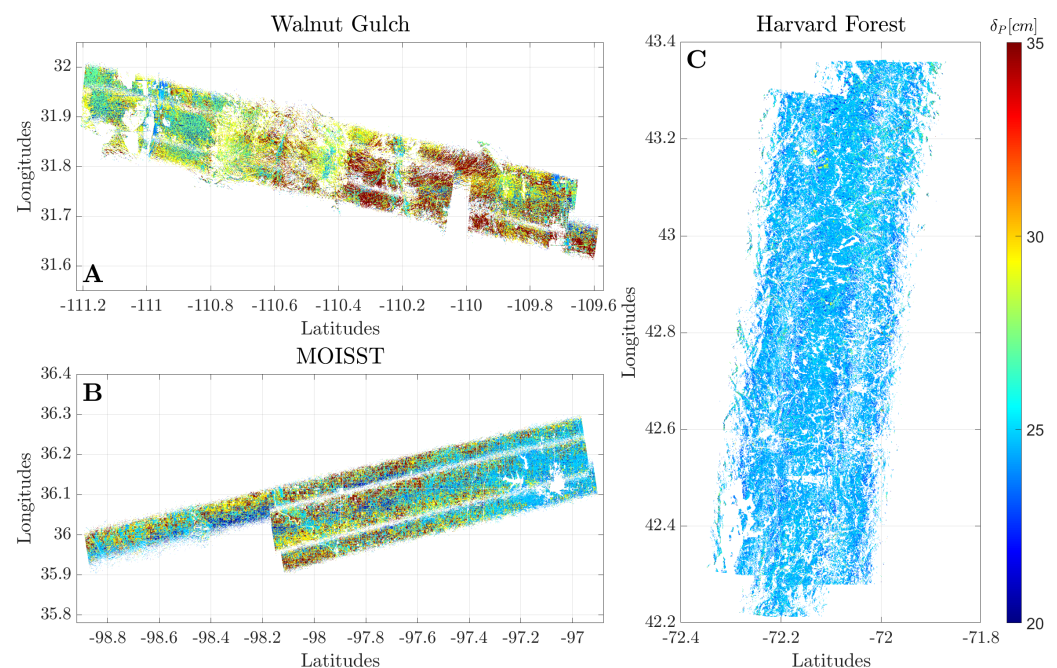 Walnut Gulch
32
31.9
31.8
31.7
31.6
Longitudes
A
-111.2 -111 -110.8 -110.6 -110.4 -110.2 -110 -109.8 -109.6
Latitudes
MOISST
36.4
36.3
36.2
36.1
36
35.9
35.8
Longitudes
B
-98.8 -98.6 -98.4 -98.2 -98 -97.8 -97.6 -97.4 -97.2 -97
Latitudes
Harvard Forest
43.4
43.2
43
42.8
42.6
42.4
42.2
Longitudes
C
-72.4 -72.2 -72 -71.8
Latitudes
δP[cm]
35
30
25
20